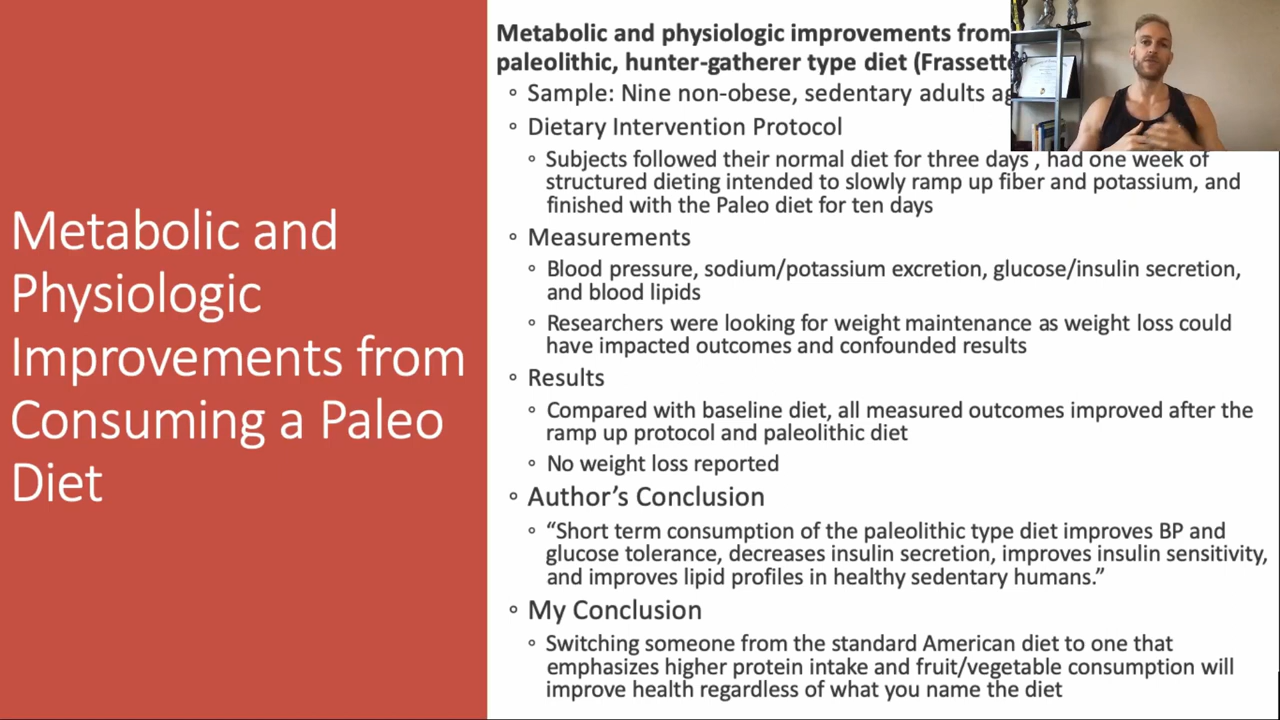 Metabolic and
Physiologic
Improvements from
Consuming a Paleo
Diet
Metabolic and physiologic improvements from
paleolithic, hunter-gatherer type diet (Frassetto
◦ Sample: Nine non-obese, sedentary adults
◦ Dietary Intervention Protocol
◦ Subjects followed their normal diet for three days , had one week of
structured dieting intended to slowly ramp up fiber and potassium, and
finished with the Paleo diet for ten days
◦ Measurements
◦ Blood pressure, sodium/potassium excretion, glucose/insulin secretion,
and blood lipids
◦ Researchers were looking for weight maintenance as weight loss could
have impacted outcomes and confounded results
◦ Results
◦ Compared with baseline diet, all measured outcomes improved after the
ramp up protocol and paleolithic diet
◦ No weight loss reported
◦ Author’s Conclusion
◦ “Short term consumption of the paleolithic type diet improves BP and
glucose tolerance, decreases insulin secretion, improves insulin sensitivity,
and improves lipid profiles in healthy sedentary humans.”
◦ My Conclusion
◦ Switching someone from the standard American diet to one that
emphasizes higher protein intake and fruit/vegetable consumption will
improve health regardless of what you name the diet